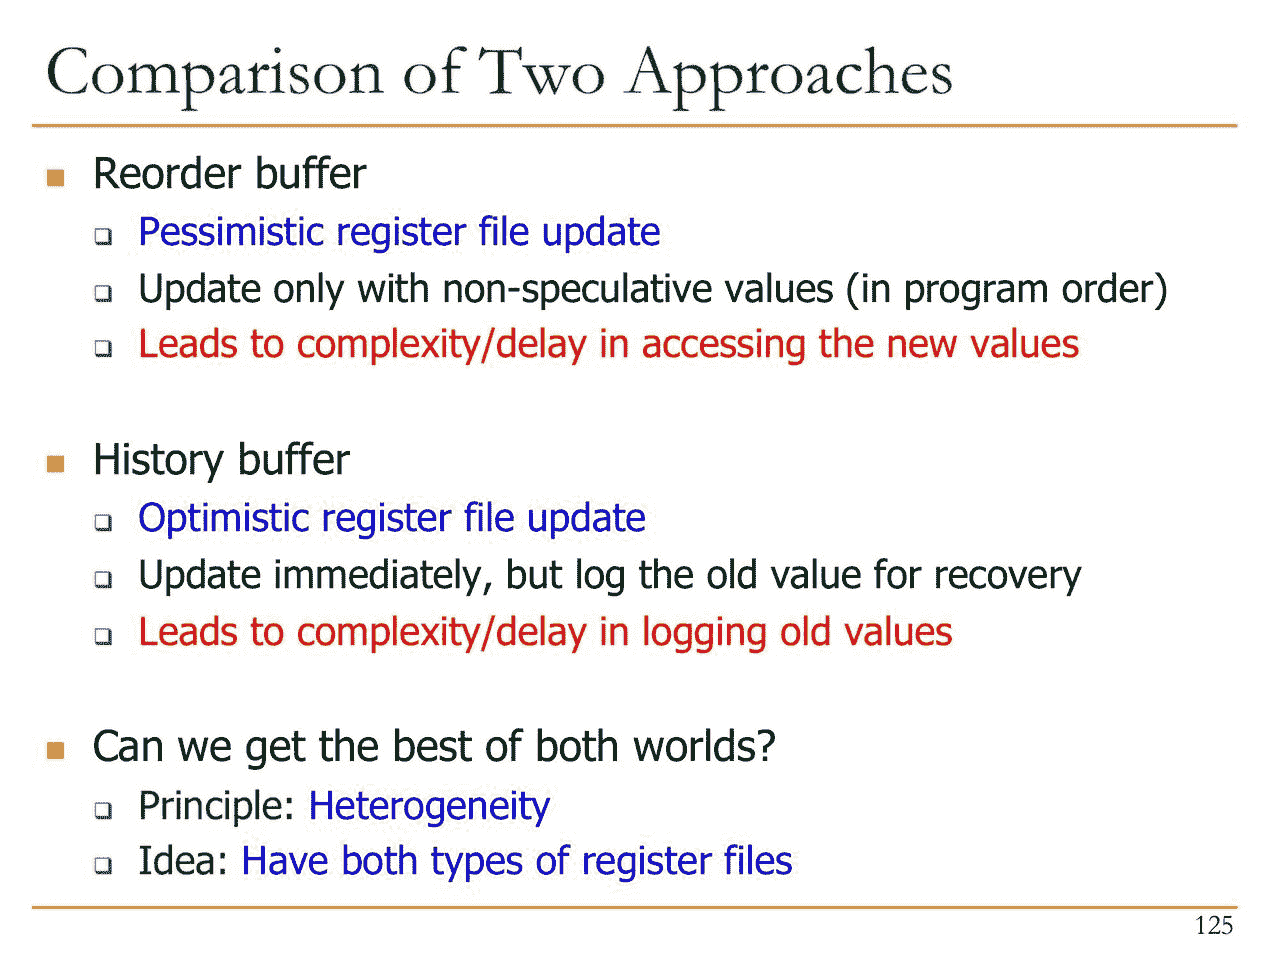 Comparison of Two Approaches
Reorder buffer
Pessimistic register file update
Update only with non-speculative values (in program order)
Leads to complexity/delay in accessing the new values
History buffer
Optimistic register file update
Update immediately, but log the old value for recovery
Leads to complexity/delay in logging old values
Can we get the best of both worlds?
Principle: Heterogeneity
Idea: Have both types of register files
125